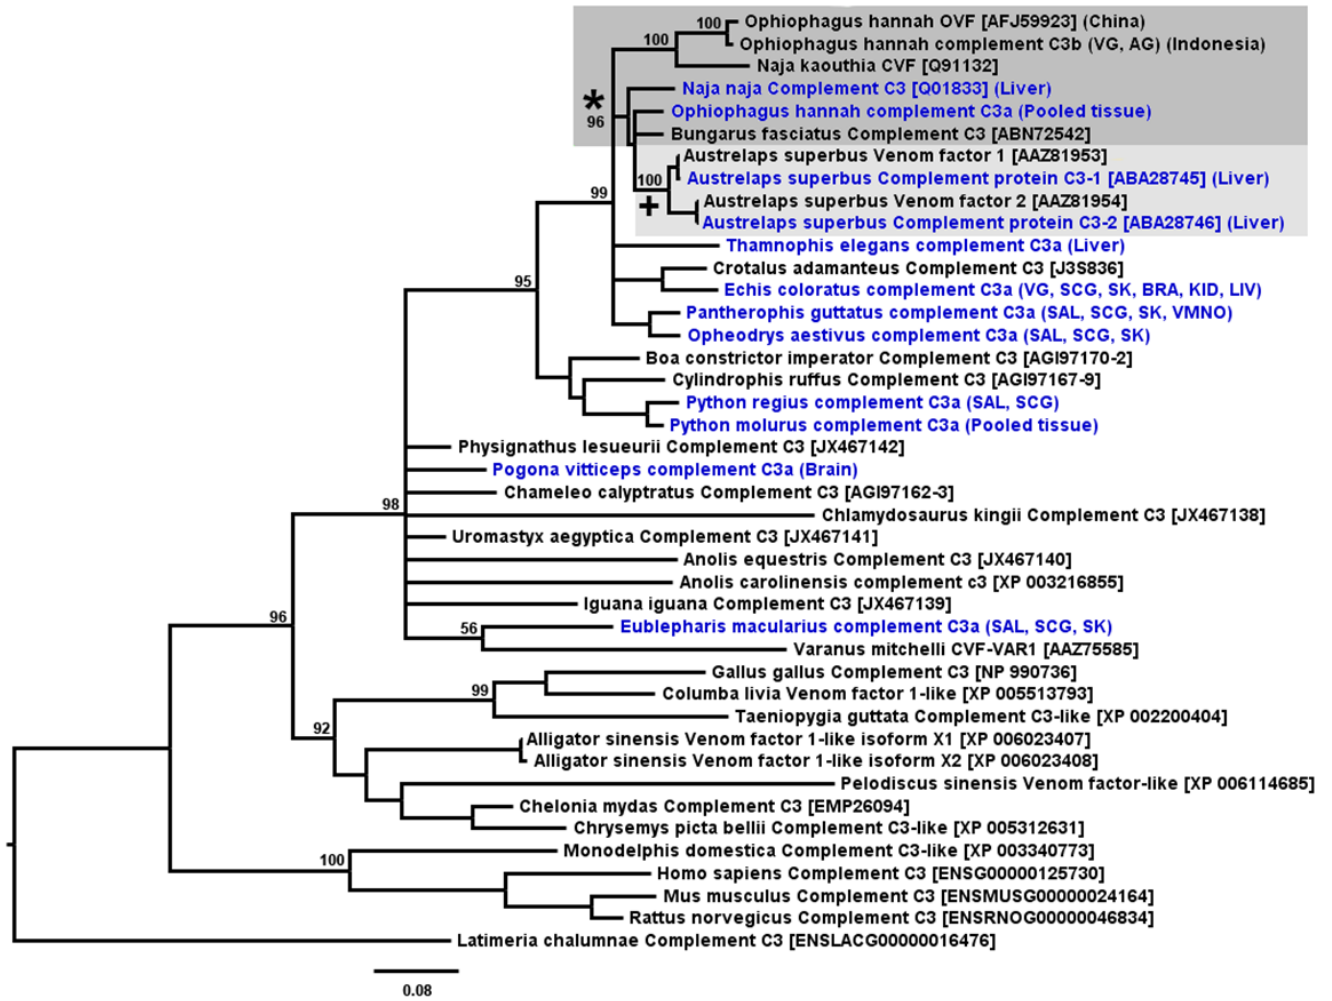 100 Ophiophagus hannah OVF [AFJ59923] (China)
100 Ophiophagus hannah complement C3b (VG, AG) (Indonesia)
Naja kaouthia CVF [Q91132]
Naja naja Complement C3 [Q01833] (Liver)
* Ophiophagus hannah complement C3a (Pooled tissue)
96 Bungarus fasciatus Complement C3 [ABN72542]
Austrelaps superbus Venom factor 1 [AAZ81953]
100 Austrelaps superbus Complement protein C3-1 [ABA28745] (Liver)
99 + Austrelaps superbus Venom factor 2 [AAZ81954]
Austrelaps superbus Complement protein C3-2 [ABA28746] (Liver)
Thamnophis elegans complement C3a (Liver)
Crotalus adamanteus Complement C3 [J3S836]
95 Echis coloratus complement C3a (VG, SCG, SK, BRA, KID, LIV)
Pantherophis guttatus complement C3a (SAL, SCG, SK, VMNO)
Opheodrys aestivus complement C3a (SAL, SCG, SK)
Boa constrictor imperator Complement C3 [AGI97170-2]
Cylindrophis ruffus Complement C3 [AGI97167-9]
Python regius complement C3a (SAL, SCG)
Python molurus complement C3a (Pooled tissue)
Physignathus lesueurii Complement C3 [JX467142]
Pogona vitticeps complement C3a (Brain)
Chameleo calyptratus Complement C3 [AGI97162-3]
98 Chlamydosaurus kingii Complement C3 [JX467138]
Uromastyx aegyptica Complement C3 [JX467141]
Anolis equestris Complement C3 [JX467140]
Anolis carolinensis complement c3 [XP 003216855]
Iguana iguana Complement C3 [JX467139]
96 56 Eublepharis macularius complement C3a (SAL, SCG, SK)
Varanus mitchelli CVF-VAR1 [AAZ75585]
Gallus gallus Complement C3 [NP 990736]
99 Columba livia Venom factor 1-like [XP 005513793]
Taeniopygia guttata Complement C3-like [XP 002200404]
92 Alligator sinensis Venom factor 1-like isoform X1 [XP 006023407]
Alligator sinensis Venom factor 1-like isoform X2 [XP 006023408]
Pelodiscus sinensis Venom factor-like [XP 006114685]
Chelonia mydas Complement C3 [EMP26094]
Chrysemys picta bellii Complement C3-like [XP 005312631]
100 Monodelphis domestica Complement C3-like [XP 003340773]
Homo sapiens Complement C3 [ENSG00000125730]
Mus musculus Complement C3 [ENSMUSG00000024164]
Rattus norvegicus Complement C3 [ENSRNOG00000046834]
Latimeria chalumnae Complement C3 [ENSLACG00000016476]
0.08